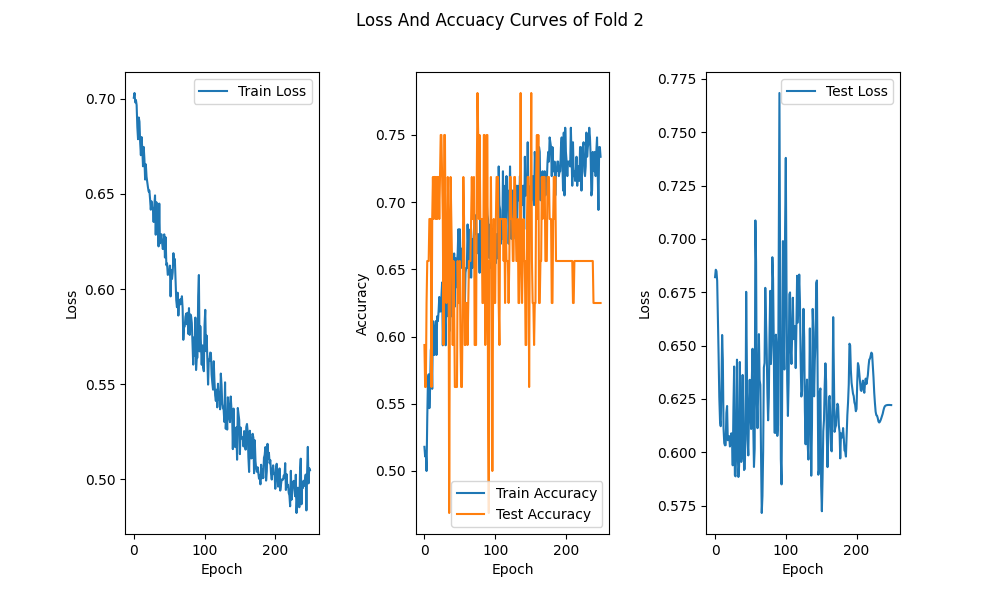 Loss And Accuacy Curves of Fold 2
0.70
0.65
0.60
0.55
0.50
0
100
200
Loss
Epoch
Train Loss
0.75
0.70
0.65
0.60
0.55
0.50
0
100
200
Accuracy
Epoch
Train Accuracy
Test Accuracy
0.775
0.750
0.725
0.700
0.675
0.650
0.625
0.600
0.575
0
100
200
Loss
Epoch
Test Loss